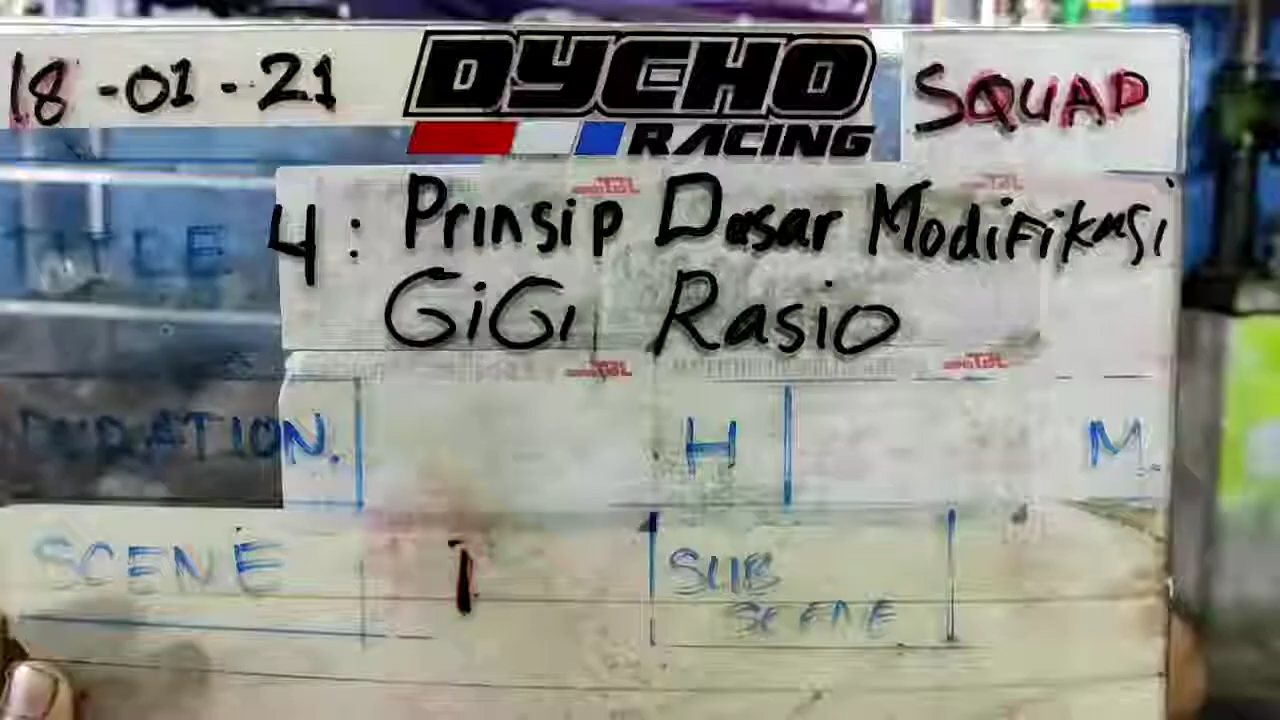 18-01-21 DYCHO RACING SQUAD
TITLE 4: Prinsip Dasar Modifikasi
GiGi Rasio
DURATION. H M.
SCENE 1 SUB
SCENE